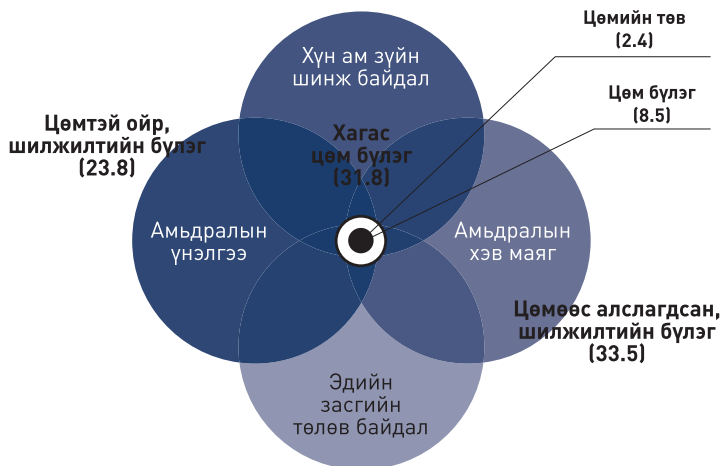 Цөмийн төв
(2.4)
Хүн ам зүйн
шинж байдал
Цөм бүлэг
(8.5)
Цөмтэй ойр,
шилжилтийн бүлэг
(23.8)
Хагас
цөм бүлэг
(31.8)
Амьдралын
үнэлгээ
Амьдралын
хэв маяг
Цөмөөс алслагдсан,
шилжилтийн бүлэг
(33.5)
Эдийн
засгийн
төлөв байдал